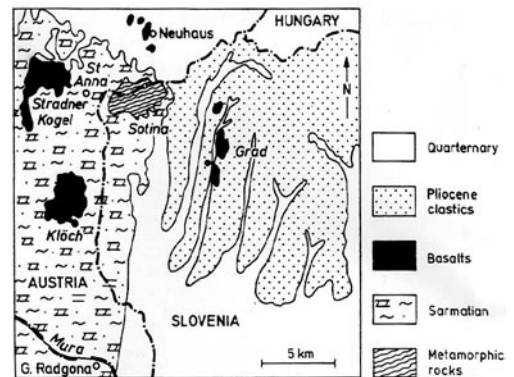 HUNGARY
Neuhaus
St
Anna
Stradner
Kogel
Sotina
N
Grad
Klöch
AUSTRIA
SLOVENIA
Mura
G. Radgona
5 km
Quarternary
Pliocene
clastics
Basalts
Sarmatian
Metamorphic
rocks